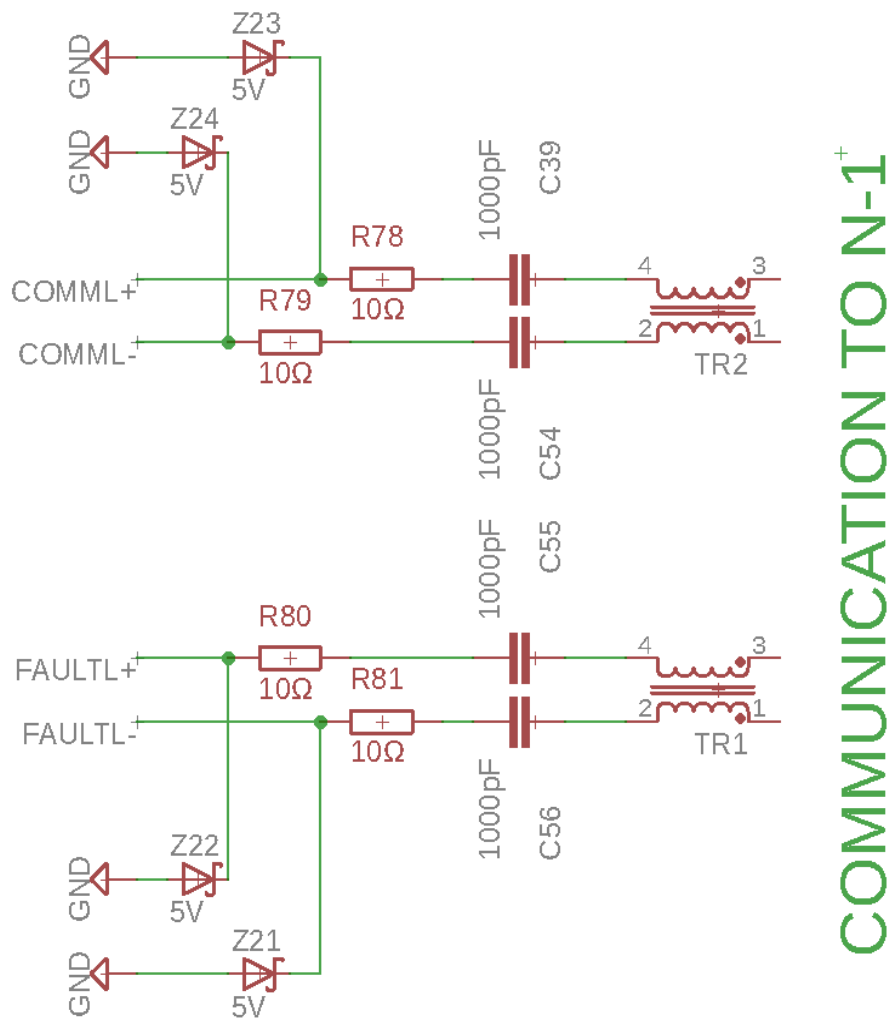 Z23
GND
5V
Z24
GND
5V
1000pF
C39
R78
4
3
COMML+
R79
10Ω
2
1
COMML-
10Ω
TR2
1000pF
C54
COMMUNICATION TO N-1
1000pF
C55
R80
4
3
FAULTL+
R81
10Ω
2
1
FAULTL-
10Ω
TR1
1000pF
C56
Z22
GND
5V
Z21
GND
5V